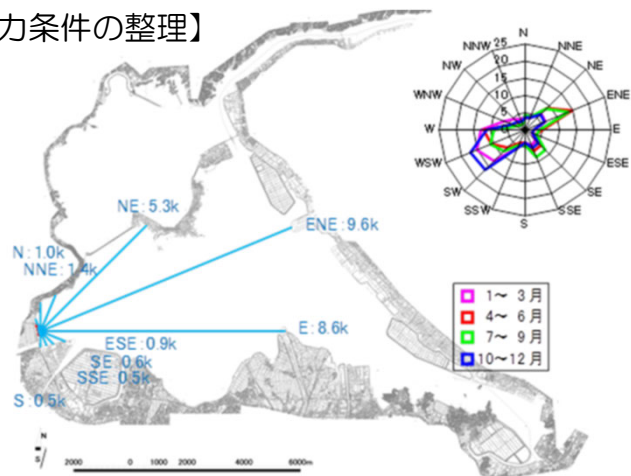 力条件の整理】
NE:5.3k
ENE:9.6k
N:1.0k
NNE:1.4k
E:8.6k
ESE:0.9k
SE:0.6k
SSE:0.5k
S:0.5k
N
S
2000 0 1000 2000 4000 6000m
N
NNE
NE
ENE
E
ESE
SE
SSE
S
SSW
SW
WSW
W
WNW
NW
NNW
25
20
15
10
5
0
1～ 3月
4～ 6月
7～ 9月
10～12月